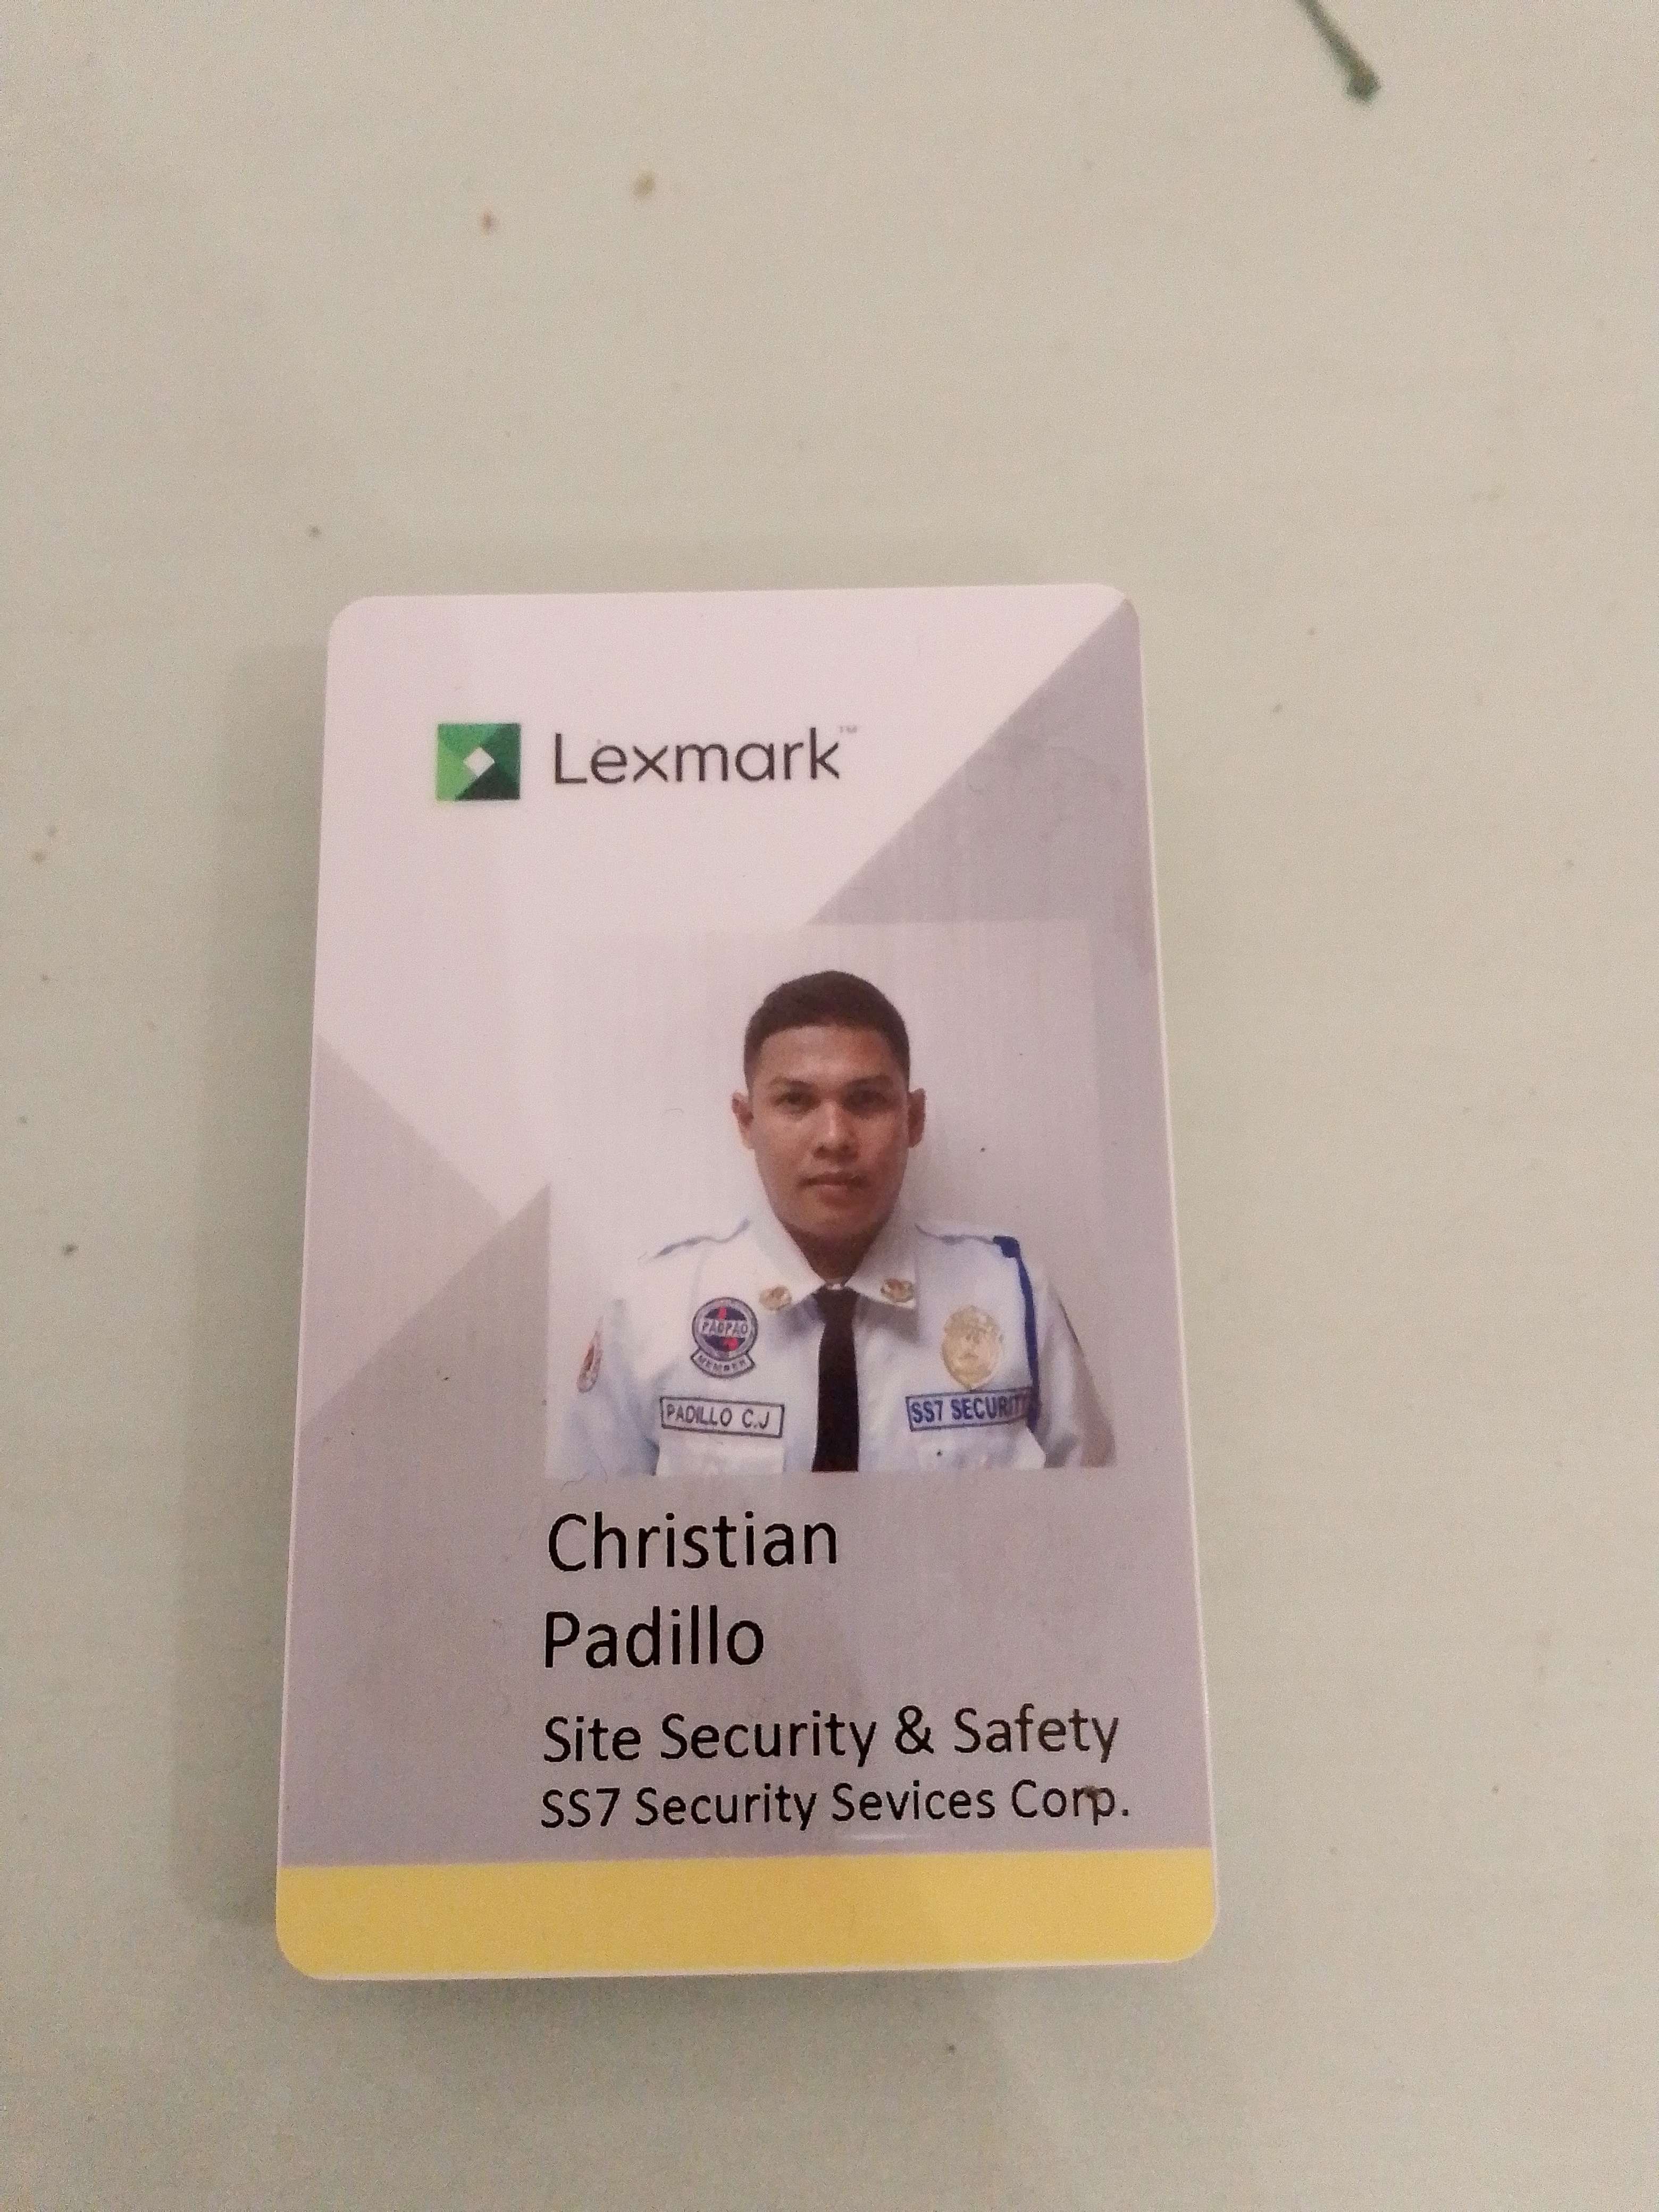 Lexmark™
PADPAO
MEMBER
PADILLO C.J
SS7 SECURITY
Christian
Padillo
Site Security & Safety
SS7 Security Sevices Corp.